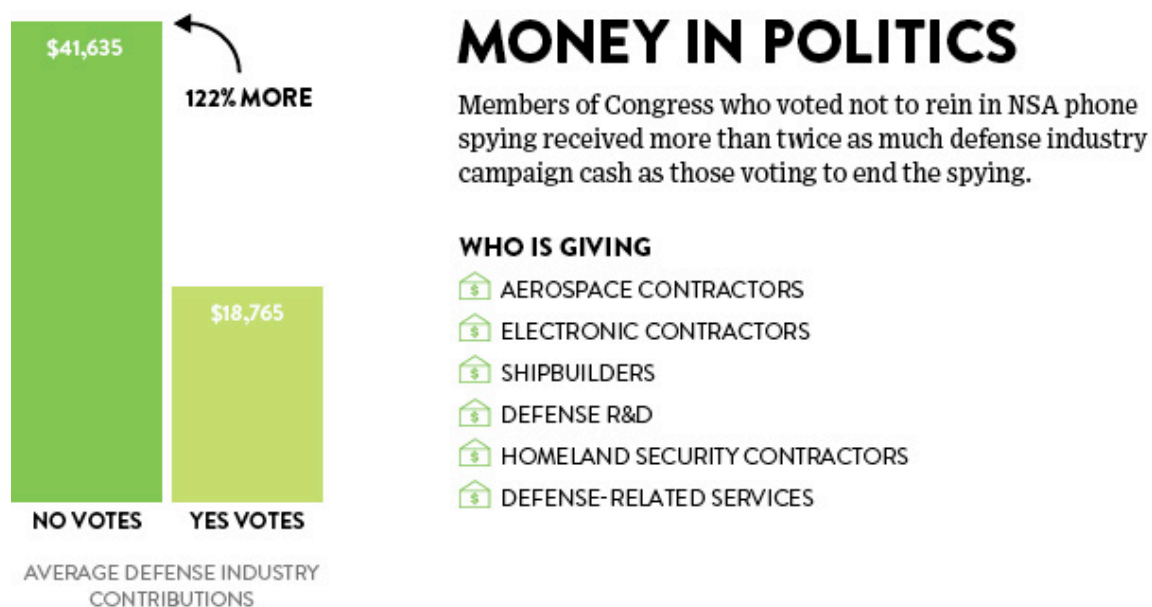 $41,635
122% MORE
$18,765
NO VOTES
YES VOTES
AVERAGE DEFENSE INDUSTRY
CONTRIBUTIONS
MONEY IN POLITICS
Members of Congress who voted not to rein in NSA phone
spying received more than twice as much defense industry
campaign cash as those voting to end the spying.
WHO IS GIVING
$ AEROSPACE CONTRACTORS
$ ELECTRONIC CONTRACTORS
$ SHIPBUILDERS
$ DEFENSE R&D
$ HOMELAND SECURITY CONTRACTORS
$ DEFENSE-RELATED SERVICES